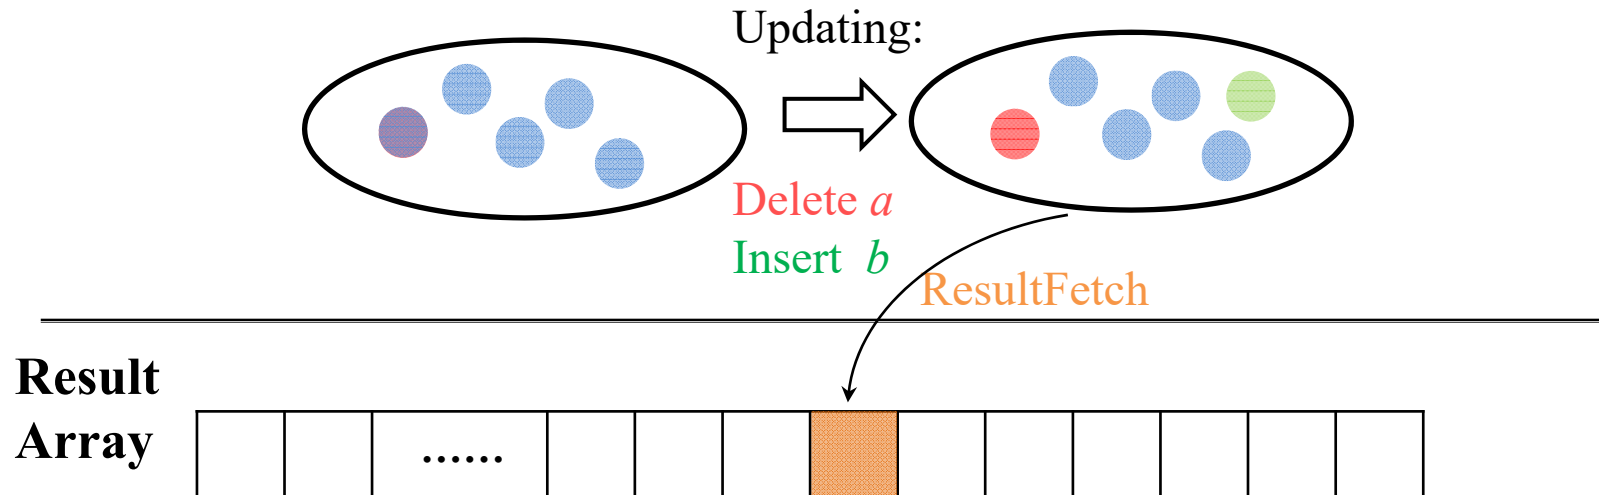 Updating:
Delete a
Insert b
ResultFetch
Result
Array
......